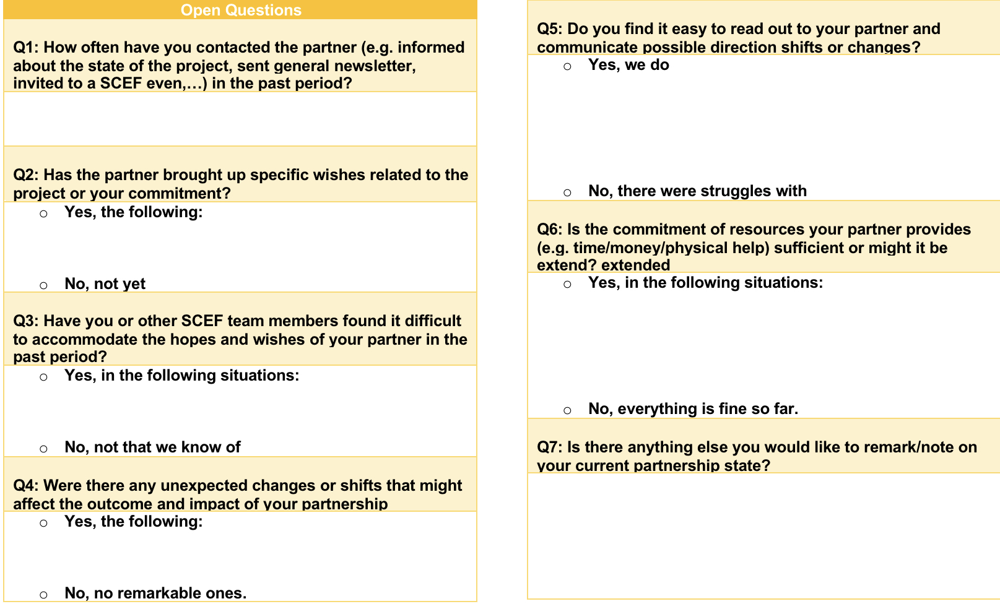 Open Questions
Q1: How often have you contacted the partner (e.g. informed
about the state of the project, sent general newsletter,
invited to a SCEF even,…) in the past period?
Q2: Has the partner brought up specific wishes related to the
project or your commitment?
○ Yes, the following:
○ No, not yet
Q3: Have you or other SCEF team members found it difficult
to accommodate the hopes and wishes of your partner in the
past period?
○ Yes, in the following situations:
○ No, not that we know of
Q4: Were there any unexpected changes or shifts that might
affect the outcome and impact of your partnership
○ Yes, the following:
○ No, no remarkable ones.
Q5: Do you find it easy to read out to your partner and
communicate possible direction shifts or changes?
○ Yes, we do
○ No, there were struggles with
Q6: Is the commitment of resources your partner provides
(e.g. time/money/physical help) sufficient or might it be
extend? extended
○ Yes, in the following situations:
○ No, everything is fine so far.
Q7: Is there anything else you would like to remark/note on
your current partnership state?